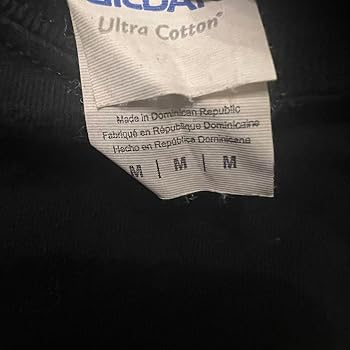 Ultra Cotton®
Made in Dominican Republic
Fabriqué en République Dominicaine
Hecho en República Dominicana
M | M | M